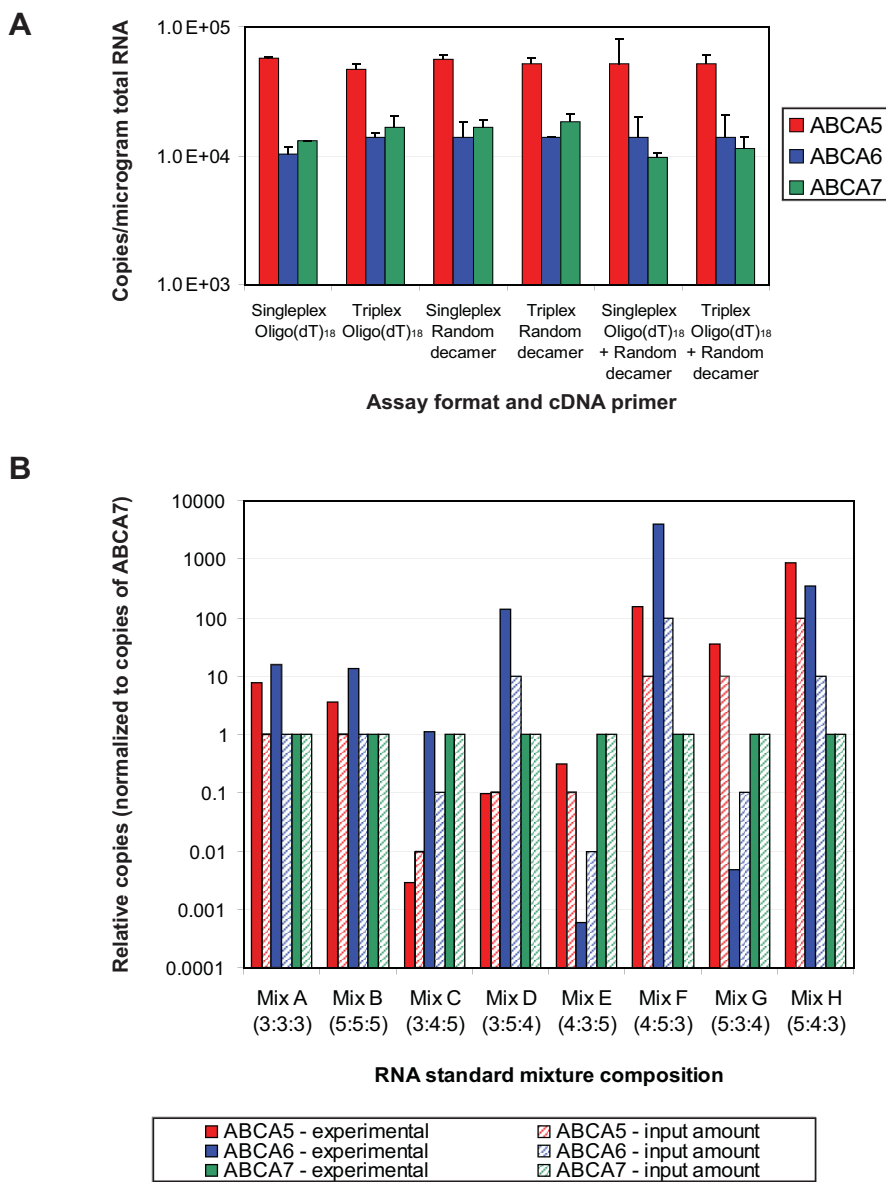 A
Copies/microgram total RNA
1.0E+05
1.0E+04
1.0E+03
Singleplex Oligo(dT)₁₈
Triplex Oligo(dT)₁₈
Singleplex Random decamer
Triplex Random decamer
Singleplex Oligo(dT)₁₈ + Random decamer
Triplex Oligo(dT)₁₈ + Random decamer
Assay format and cDNA primer
ABCA5
ABCA6
ABCA7
B
Relative copies (normalized to copies of ABCA7)
10000
1000
100
10
1
0.1
0.01
0.001
0.0001
Mix A (3:3:3)
Mix B (5:5:5)
Mix C (3:4:5)
Mix D (3:5:4)
Mix E (4:3:5)
Mix F (4:5:3)
Mix G (5:3:4)
Mix H (5:4:3)
RNA standard mixture composition
ABCA5 - experimental
ABCA5 - input amount
ABCA6 - experimental
ABCA6 - input amount
ABCA7 - experimental
ABCA7 - input amount